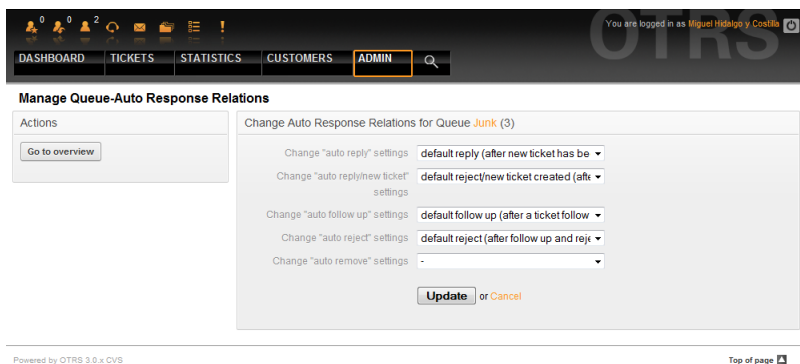 OTRS
0 0 2
You are logged in as Miguel Hidalgo y Costilla
DASHBOARD TICKETS STATISTICS CUSTOMERS ADMIN
Manage Queue-Auto Response Relations
Actions
Go to overview
Change Auto Response Relations for Queue Junk (3)
Change "auto reply" settings default reply (after new ticket has be
Change "auto reply/new ticket" settings default reject/new ticket created (afte
Change "auto follow up" settings default follow up (after a ticket follow
Change "auto reject" settings default reject (after follow up and reje
Change "auto remove" settings -
Update or Cancel
Powered by OTRS 3.0.x CVS
Top of page